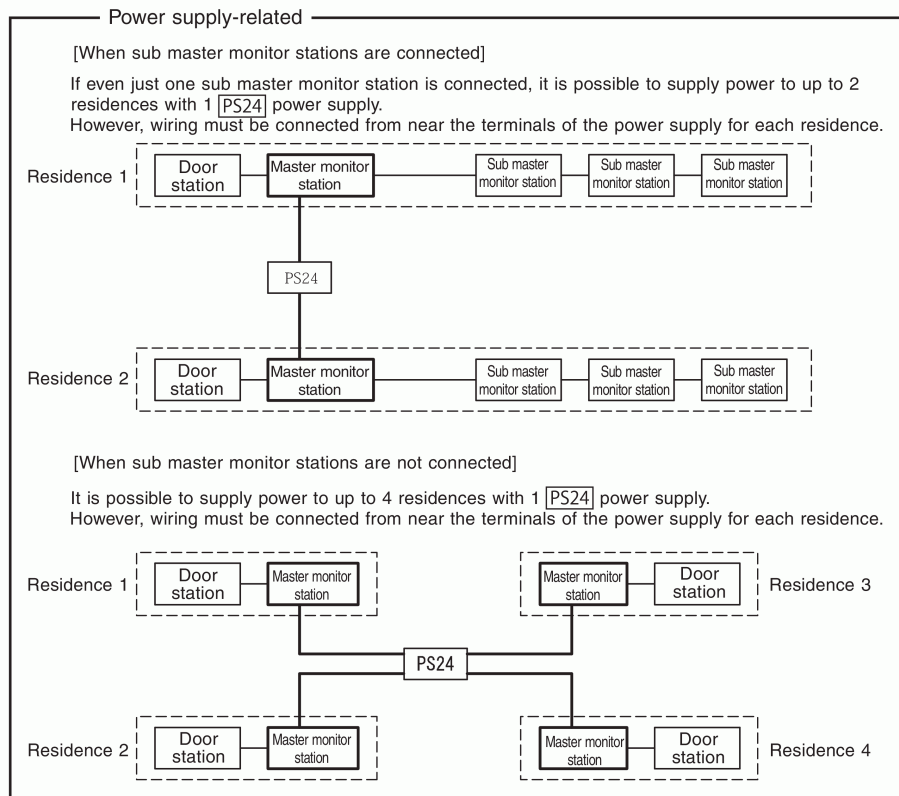 Power supply-related
[When sub master monitor stations are connected]
If even just one sub master monitor station is connected, it is possible to supply power to up to 2
residences with 1 PS24 power supply.
However, wiring must be connected from near the terminals of the power supply for each residence.
Residence 1
Door
station
Master monitor
station
Sub master
monitor station
Sub master
monitor station
Sub master
monitor station
PS24
Residence 2
Door
station
Master monitor
station
Sub master
monitor station
Sub master
monitor station
Sub master
monitor station
[When sub master monitor stations are not connected]
It is possible to supply power to up to 4 residences with 1 PS24 power supply.
However, wiring must be connected from near the terminals of the power supply for each residence.
Residence 1
Door
station
Master monitor
station
Master monitor
station
Door
station
Residence 3
PS24
Residence 2
Door
station
Master monitor
station
Master monitor
station
Door
station
Residence 4